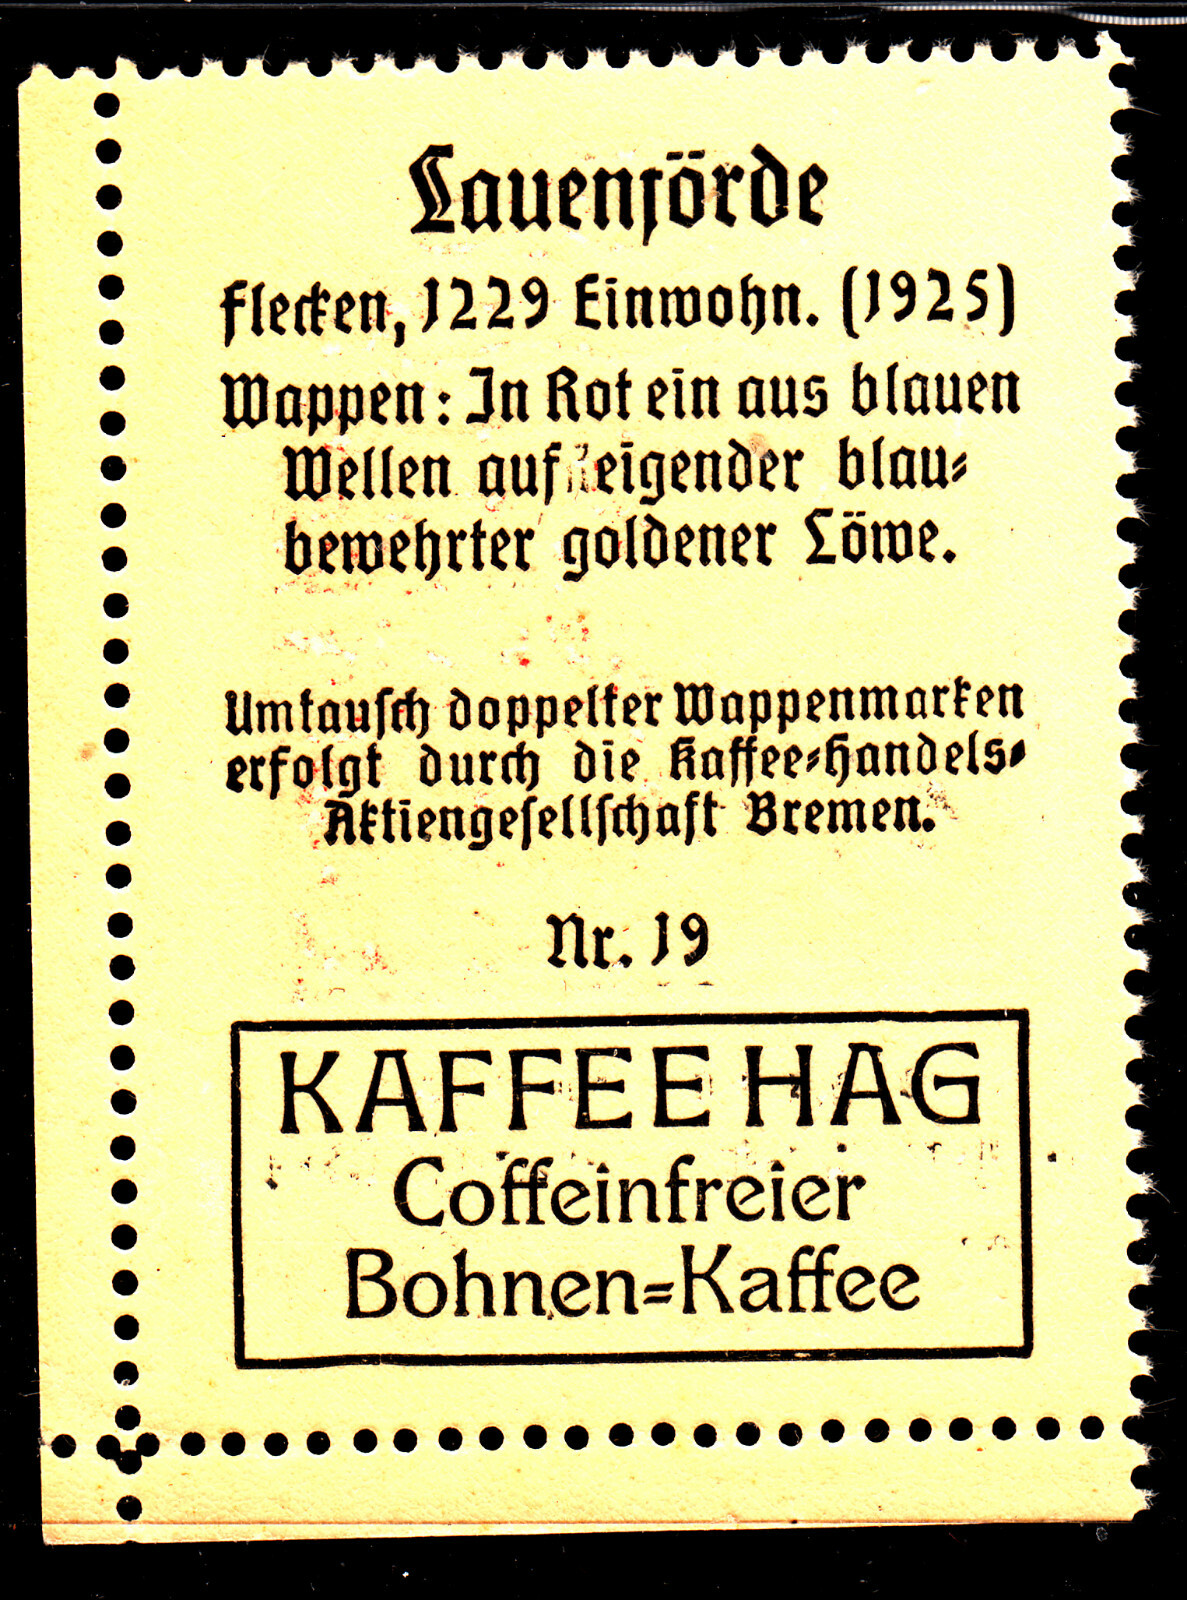 Lauenförde
Flecken, 1229 Einwohn. (1925)
Wappen: In Rot ein aus blauen
Wellen aufsteigender blau-
bewehrter goldener Löwe.
Umtausch doppelter Wappenmarken
erfolgt durch die Kaffee-Handels-
Aktiengesellschaft Bremen.
Nr. 19
KAFFEE HAG
Coffeinfreier
Bohnen=Kaffee